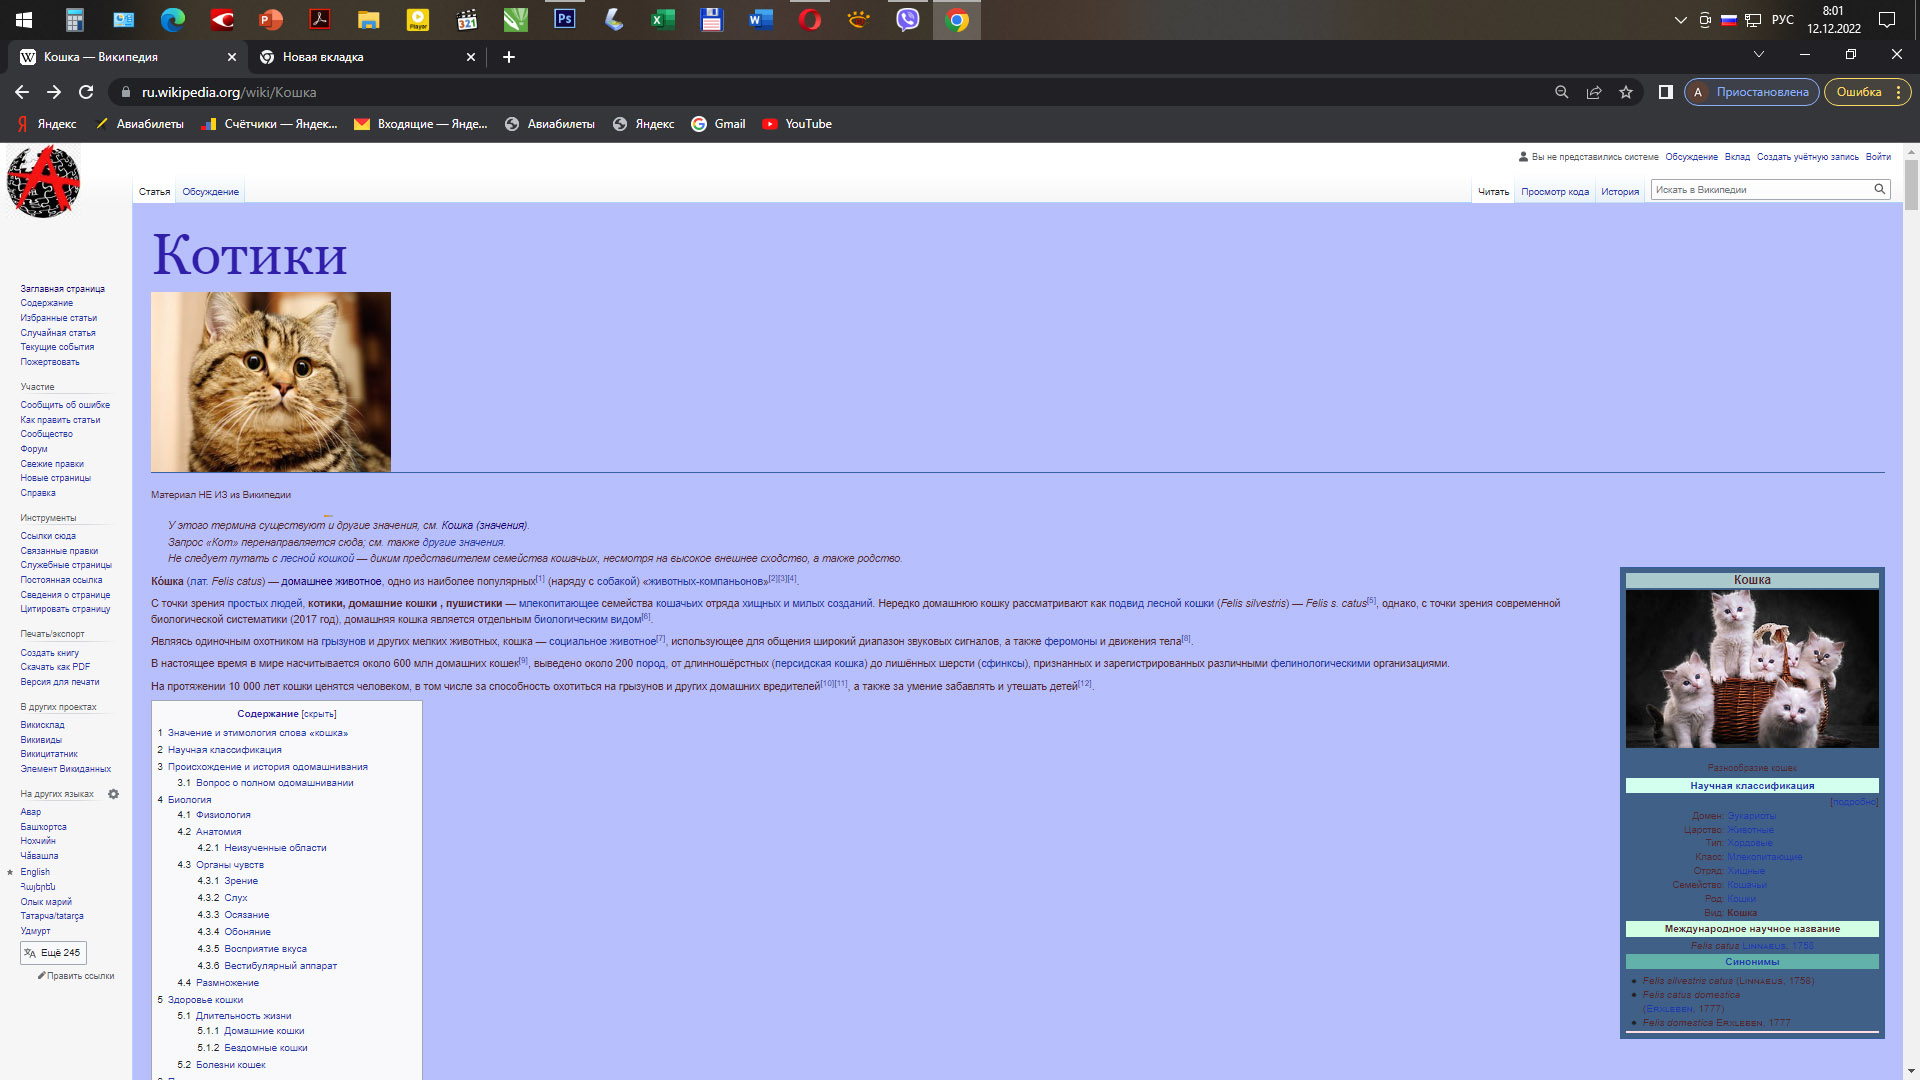 РУС
8:01
12.12.2022
Кошка — Википедия
Новая вкладка
ru.wikipedia.org/wiki/Кошка
А
Приостановлена
Ошибка
Яндекс
Авиабилеты
Счётчики — Яндек...
Входящие — Янде...
Авиабилеты
Яндекс
Gmail
YouTube
Вы не представились системе
Обсуждение
Вклад
Создать учётную запись
Войти
Статья
Обсуждение
Читать
Просмотр кода
История
Искать в Википедии
Заглавная страница
Содержание
Избранные статьи
Случайная статья
Текущие события
Пожертвовать
Участие
Сообщить об ошибке
Как править статьи
Сообщество
Форум
Свежие правки
Новые страницы
Справка
Инструменты
Ссылки сюда
Связанные правки
Служебные страницы
Постоянная ссылка
Сведения о странице
Цитировать страницу
Печать/экспорт
Создать книгу
Скачать как PDF
Версия для печати
В других проектах
Викисклад
Викивиды
Викицитатник
Элемент Викиданных
На других языках
Авар
Башҡортса
Нохчийн
Чӑвашла
English
Հայերեն
Олык марий
Татарча/tatarça
Удмурт
Ещё 245
Править ссылки
Котики
Материал НЕ ИЗ из Википедии
У этого термина существуют и другие значения, см. Кошка (значения).
Запрос «Кот» перенаправляется сюда; см. также другие значения.
Не следует путать с лесной кошкой — диким представителем семейства кошачьих, несмотря на высокое внешнее сходство, а также родство.
Ко́шка (лат. Felis catus) — домашнее животное, одно из наиболее популярных[1] (наряду с собакой) «животных-компаньонов»[2][3][4].
С точки зрения простых людей, котики, домашние кошки , пушистики — млекопитающее семейства кошачьих отряда хищных и милых созданий. Нередко домашнюю кошку рассматривают как подвид лесной кошки (Felis silvestris) — Felis s. catus[5], однако, с точки зрения современной
биологической систематики (2017 год), домашняя кошка является отдельным биологическим видом[6].
Являясь одиночным охотником на грызунов и других мелких животных, кошка — социальное животное[7], использующее для общения широкий диапазон звуковых сигналов, а также феромоны и движения тела[8].
В настоящее время в мире насчитывается около 600 млн домашних кошек[9], выведено около 200 пород, от длинношёрстных (персидская кошка) до лишённых шерсти (сфинксы), признанных и зарегистрированных различными фелинологическими организациями.
На протяжении 10 000 лет кошки ценятся человеком, в том числе за способность охотиться на грызунов и других домашних вредителей[10][11], а также за умение забавлять и утешать детей[12].
Содержание [скрыть]
1 Значение и этимология слова «кошка»
2 Научная классификация
3 Происхождение и история одомашнивания
3.1 Вопрос о полном одомашнивании
4 Биология
4.1 Физиология
4.2 Анатомия
4.2.1 Неизученные области
4.3 Органы чувств
4.3.1 Зрение
4.3.2 Слух
4.3.3 Осязание
4.3.4 Обоняние
4.3.5 Восприятие вкуса
4.3.6 Вестибулярный аппарат
4.4 Размножение
5 Здоровье кошки
5.1 Длительность жизни
5.1.1 Домашние кошки
5.1.2 Бездомные кошки
5.2 Болезни кошек
Кошка
Разнообразие кошек
Научная классификация
[подробно]
Домен: Эукариоты
Царство: Животные
Тип: Хордовые
Класс: Млекопитающие
Отряд: Хищные
Семейство: Кошачьи
Род: Кошки
Вид: Кошка
Международное научное название
Felis catus Linnaeus, 1758
Синонимы
Felis silvestris catus (Linnaeus, 1758)
Felis catus domestica
(Erxleben, 1777)
Felis domestica Erxleben, 1777